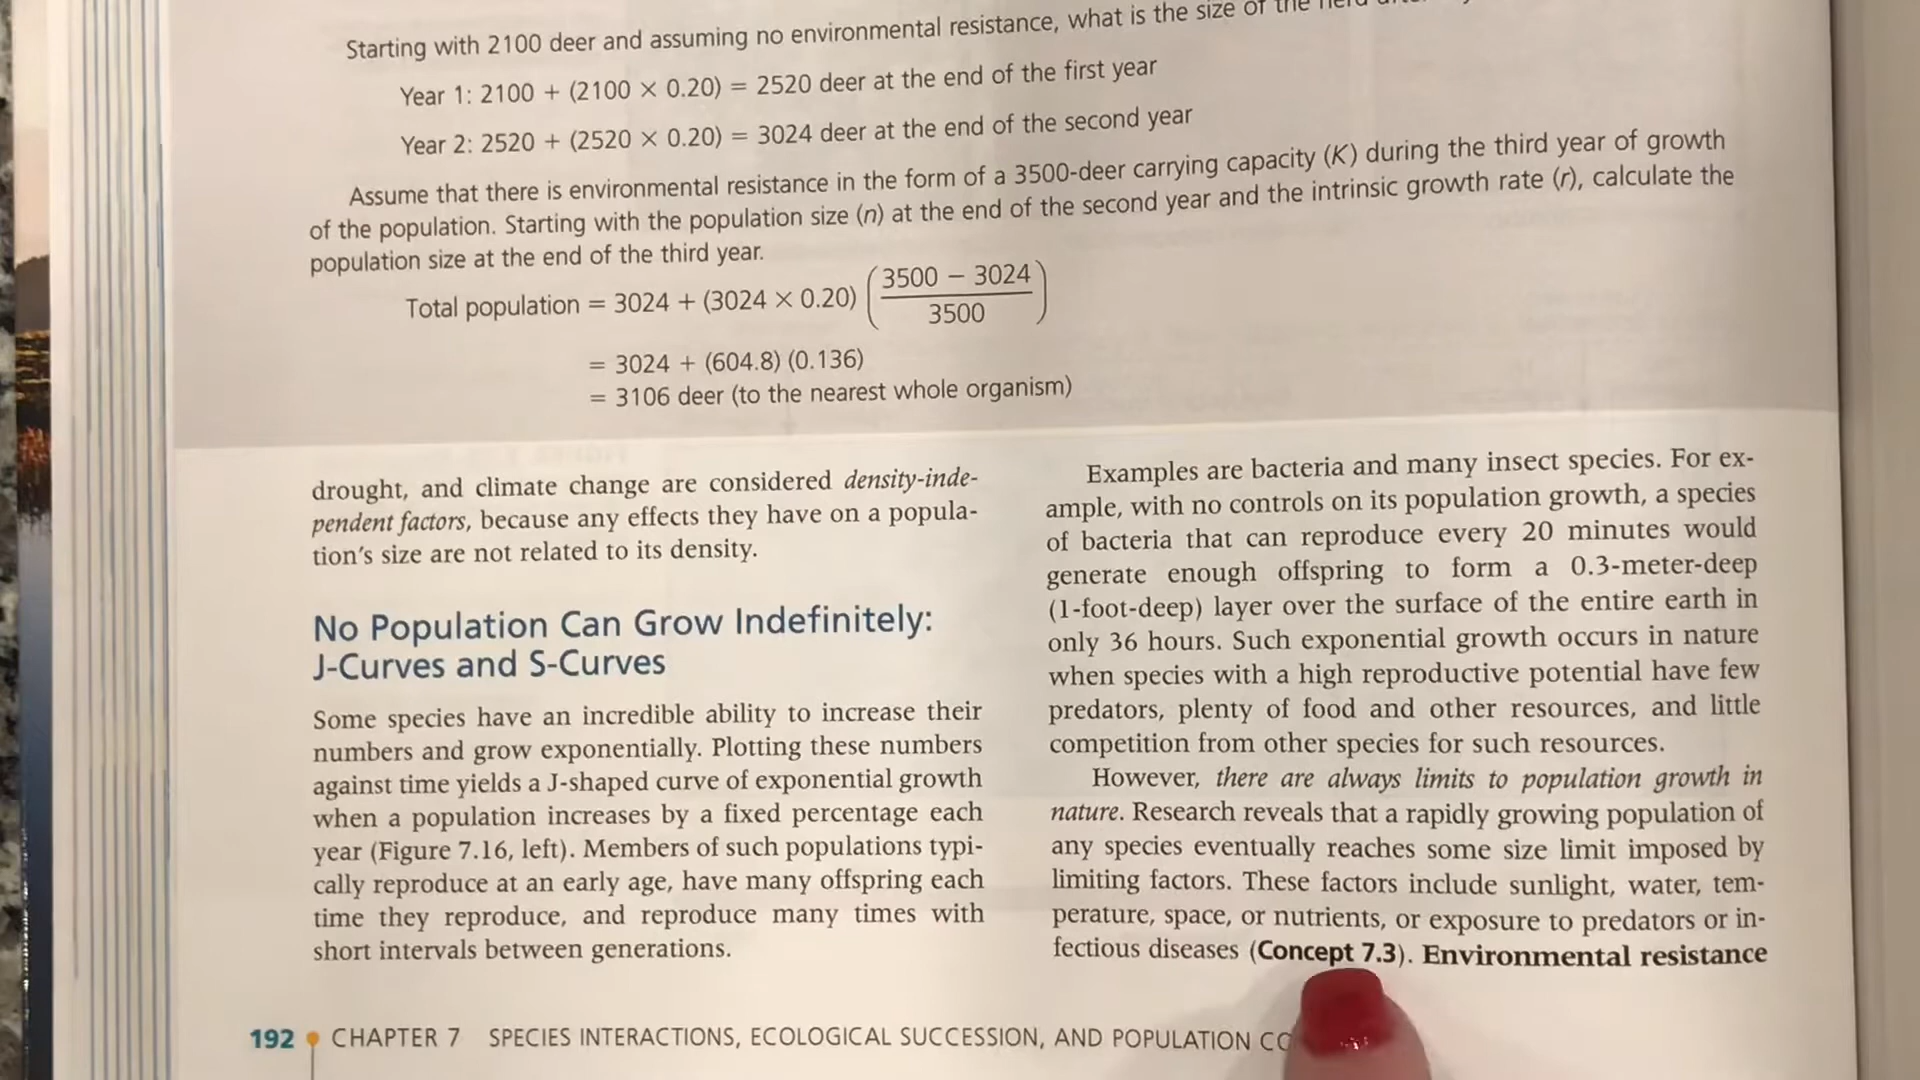 Starting with 2100 deer and assuming no environmental resistance, what is the size of the herd
Year 1: 2100 + (2100 × 0.20) = 2520 deer at the end of the first year
Year 2: 2520 + (2520 × 0.20) = 3024 deer at the end of the second year
Assume that there is environmental resistance in the form of a 3500-deer carrying capacity (K) during the third year of growth
of the population. Starting with the population size (n) at the end of the second year and the intrinsic growth rate (r), calculate the
population size at the end of the third year.
Total population = 3024 + (3024 × 0.20) (3500 − 3024 / 3500)
= 3024 + (604.8) (0.136)
= 3106 deer (to the nearest whole organism)
drought, and climate change are considered density-inde-
pendent factors, because any effects they have on a popula-
tion's size are not related to its density.
No Population Can Grow Indefinitely:
J-Curves and S-Curves
Some species have an incredible ability to increase their
numbers and grow exponentially. Plotting these numbers
against time yields a J-shaped curve of exponential growth
when a population increases by a fixed percentage each
year (Figure 7.16, left). Members of such populations typi-
cally reproduce at an early age, have many offspring each
time they reproduce, and reproduce many times with
short intervals between generations.
Examples are bacteria and many insect species. For ex-
ample, with no controls on its population growth, a species
of bacteria that can reproduce every 20 minutes would
generate enough offspring to form a 0.3-meter-deep
(1-foot-deep) layer over the surface of the entire earth in
only 36 hours. Such exponential growth occurs in nature
when species with a high reproductive potential have few
predators, plenty of food and other resources, and little
competition from other species for such resources.
However, there are always limits to population growth in
nature. Research reveals that a rapidly growing population of
any species eventually reaches some size limit imposed by
limiting factors. These factors include sunlight, water, tem-
perature, space, or nutrients, or exposure to predators or in-
fectious diseases (Concept 7.3). Environmental resistance
192 CHAPTER 7 SPECIES INTERACTIONS, ECOLOGICAL SUCCESSION, AND POPULATION CO